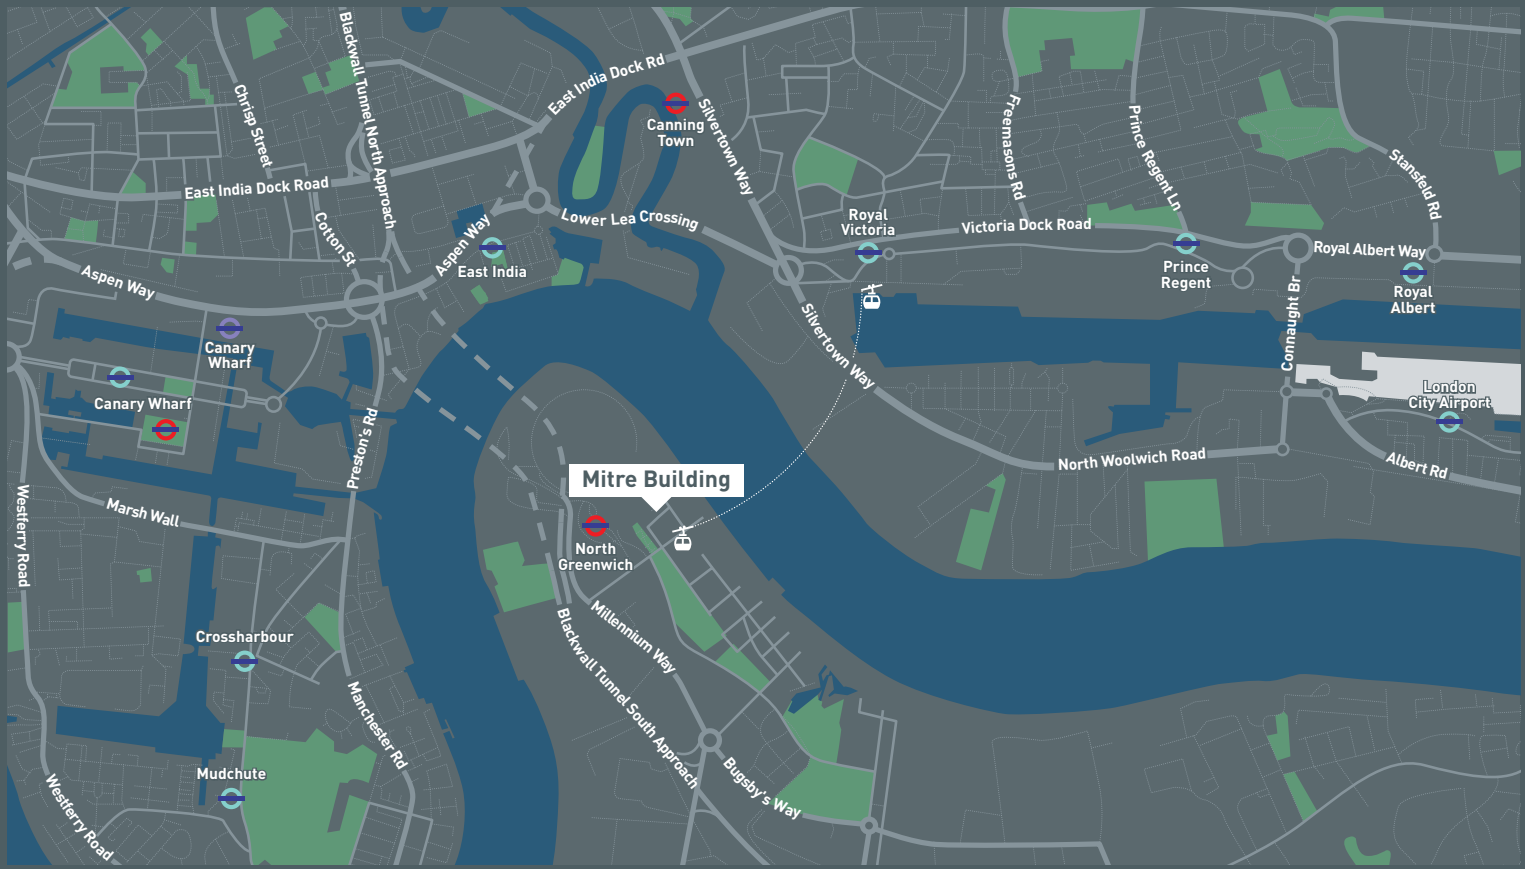 Blackwall Tunnel North Approach
East India Dock Rd
Chrisp Street
Canning
Town
Silvertown Way
Freemasons Rd
Prince Regent Ln
Stansfeld Rd
East India Dock Road
Cotton St
Aspen Way
Lower Lea Crossing
Royal
Victoria
Victoria Dock Road
Royal Albert Way
East India
Prince
Regent
Royal
Albert
Aspen Way
Canary
Wharf
Silvertown Way
Connaught Br
Canary Wharf
London
City Airport
Preston's Rd
North Woolwich Road
Albert Rd
Mitre Building
Westferry Road
Marsh Wall
North
Greenwich
Crossharbour
Millennium Way
Blackwall Tunnel South Approach
Manchester Rd
Mudchute
Bugsby's Way
Westferry Road